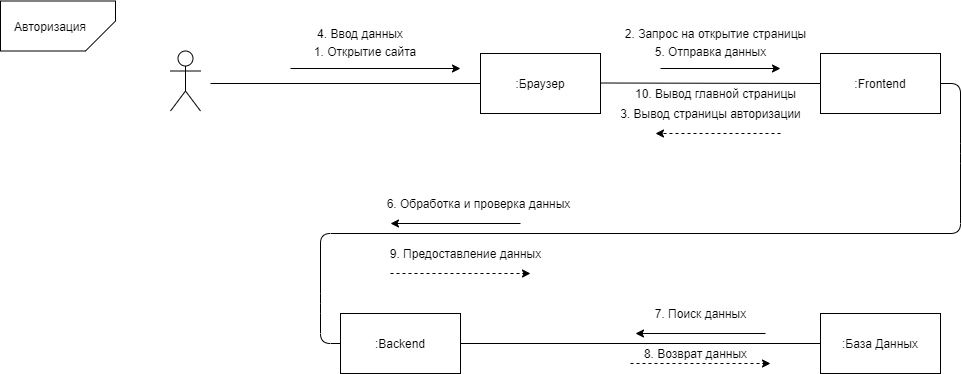 Авторизация
4. Ввод данных
1. Открытие сайта
2. Запрос на открытие страницы
5. Отправка данных
:Браузер
:Frontend
10. Вывод главной страницы
3. Вывод страницы авторизации
6. Обработка и проверка данных
9. Предоставление данных
7. Поиск данных
:Backend
:База Данных
8. Возврат данных